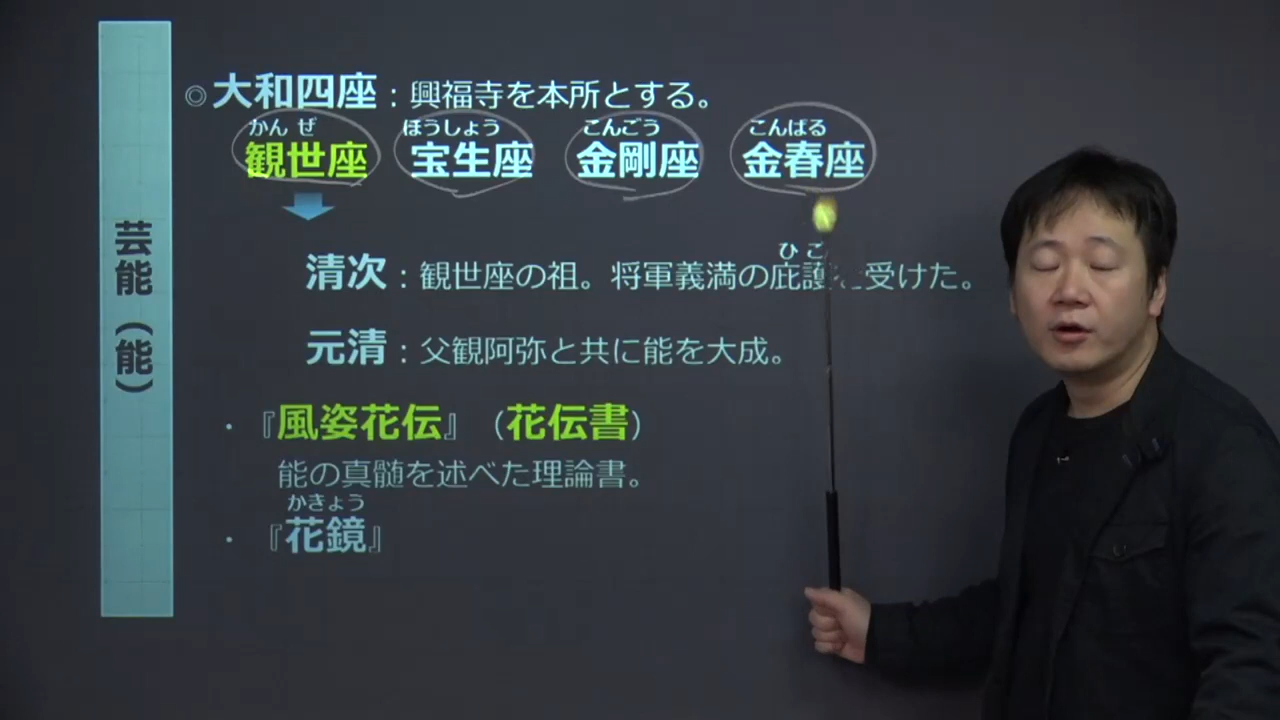 芸能（能）
◎大和四座：興福寺を本所とする。
かんぜ ほうしょう こんごう こんぱる
観世座 宝生座 金剛座 金春座
ひご
清次：観世座の祖。将軍義満の庇護を受けた。
元清：父観阿弥と共に能を大成。
・『風姿花伝』（花伝書）
能の真髄を述べた理論書。
かきょう
・『花鏡』